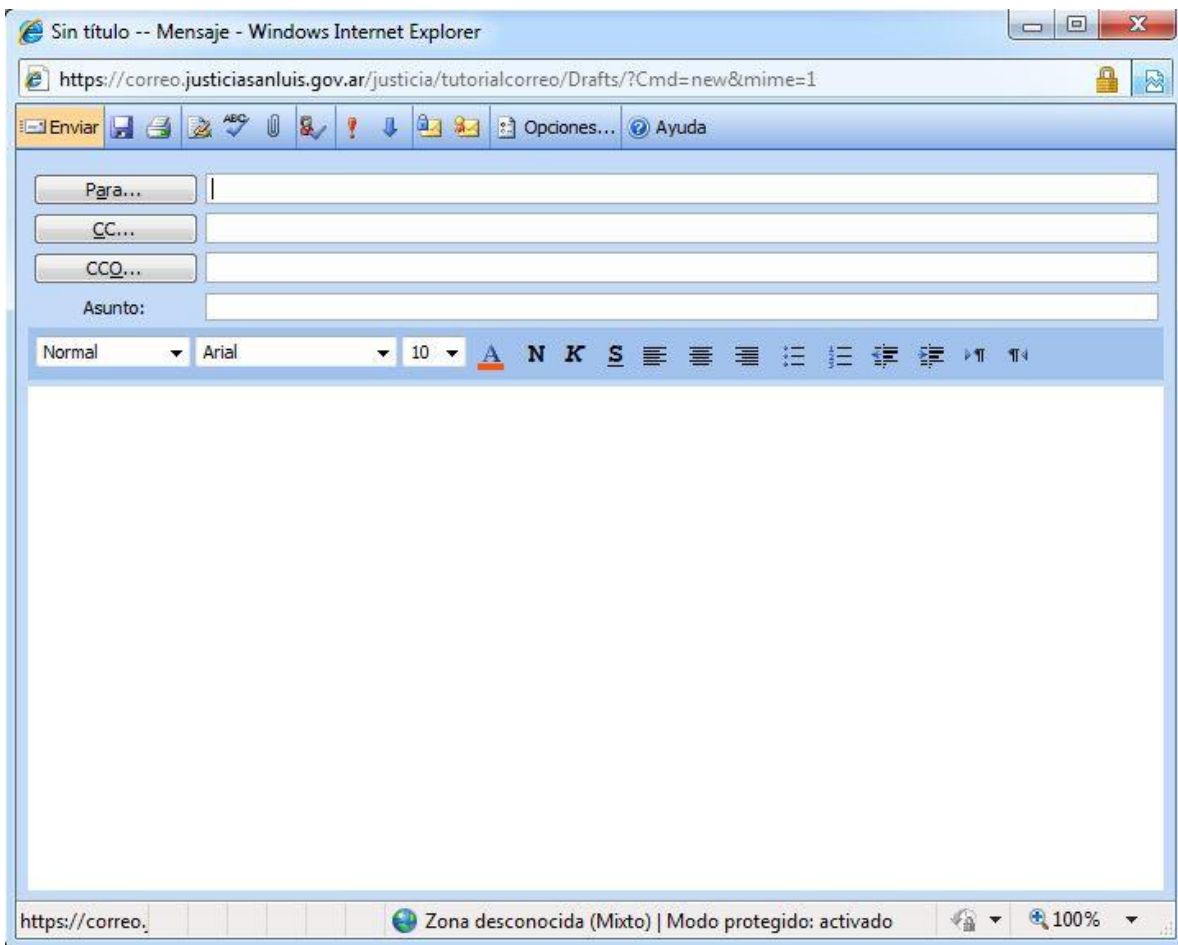 Sin título -- Mensaje - Windows Internet Explorer
https://correo.justiciasanluis.gov.ar/justicia/tutorialcorreo/Drafts/?Cmd=new&mime=1
Enviar ABC Opciones... Ayuda
Para...
CC...
CCO...
Asunto:
Normal Arial 10 A N K S
https://correo. Zona desconocida (Mixto) | Modo protegido: activado 100%